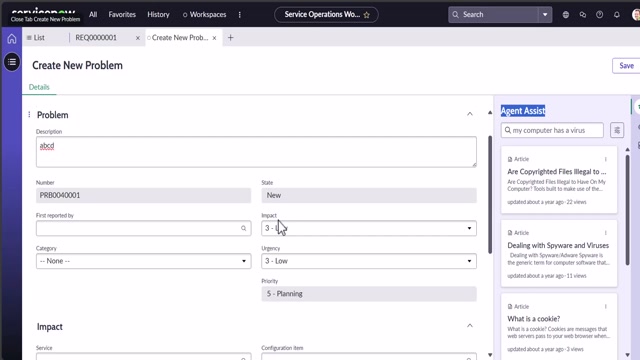 servicenow
All
Favorites
History
Workspaces
Service Operations Wo...
Search
Close Tab Create New Problem
List
REQ0000001
Create New Prob...
Create New Problem
Save
Details
Problem
Description
abcd
Number
State
PRB0040001
New
First reported by
Impact
3 - Low
Category
Urgency
-- None --
3 - Low
Priority
5 - Planning
Impact
Service
Configuration item
Agent Assist
my computer has a virus
Article
Are Copyrighted Files Illegal to ...
Are Copyrighted Files Illegal to Have On My
Computer? Tools built to make use of the...
updated about a year ago · 22 views
Article
Dealing with Spyware and Viruses
Dealing with Spyware/Adware Spyware is
the generic term for computer software that...
updated about a year ago · 11 views
Article
What is a cookie?
What is a cookie? Cookies are messages that
web servers pass to your web browser when...
updated about a year ago · 3 views